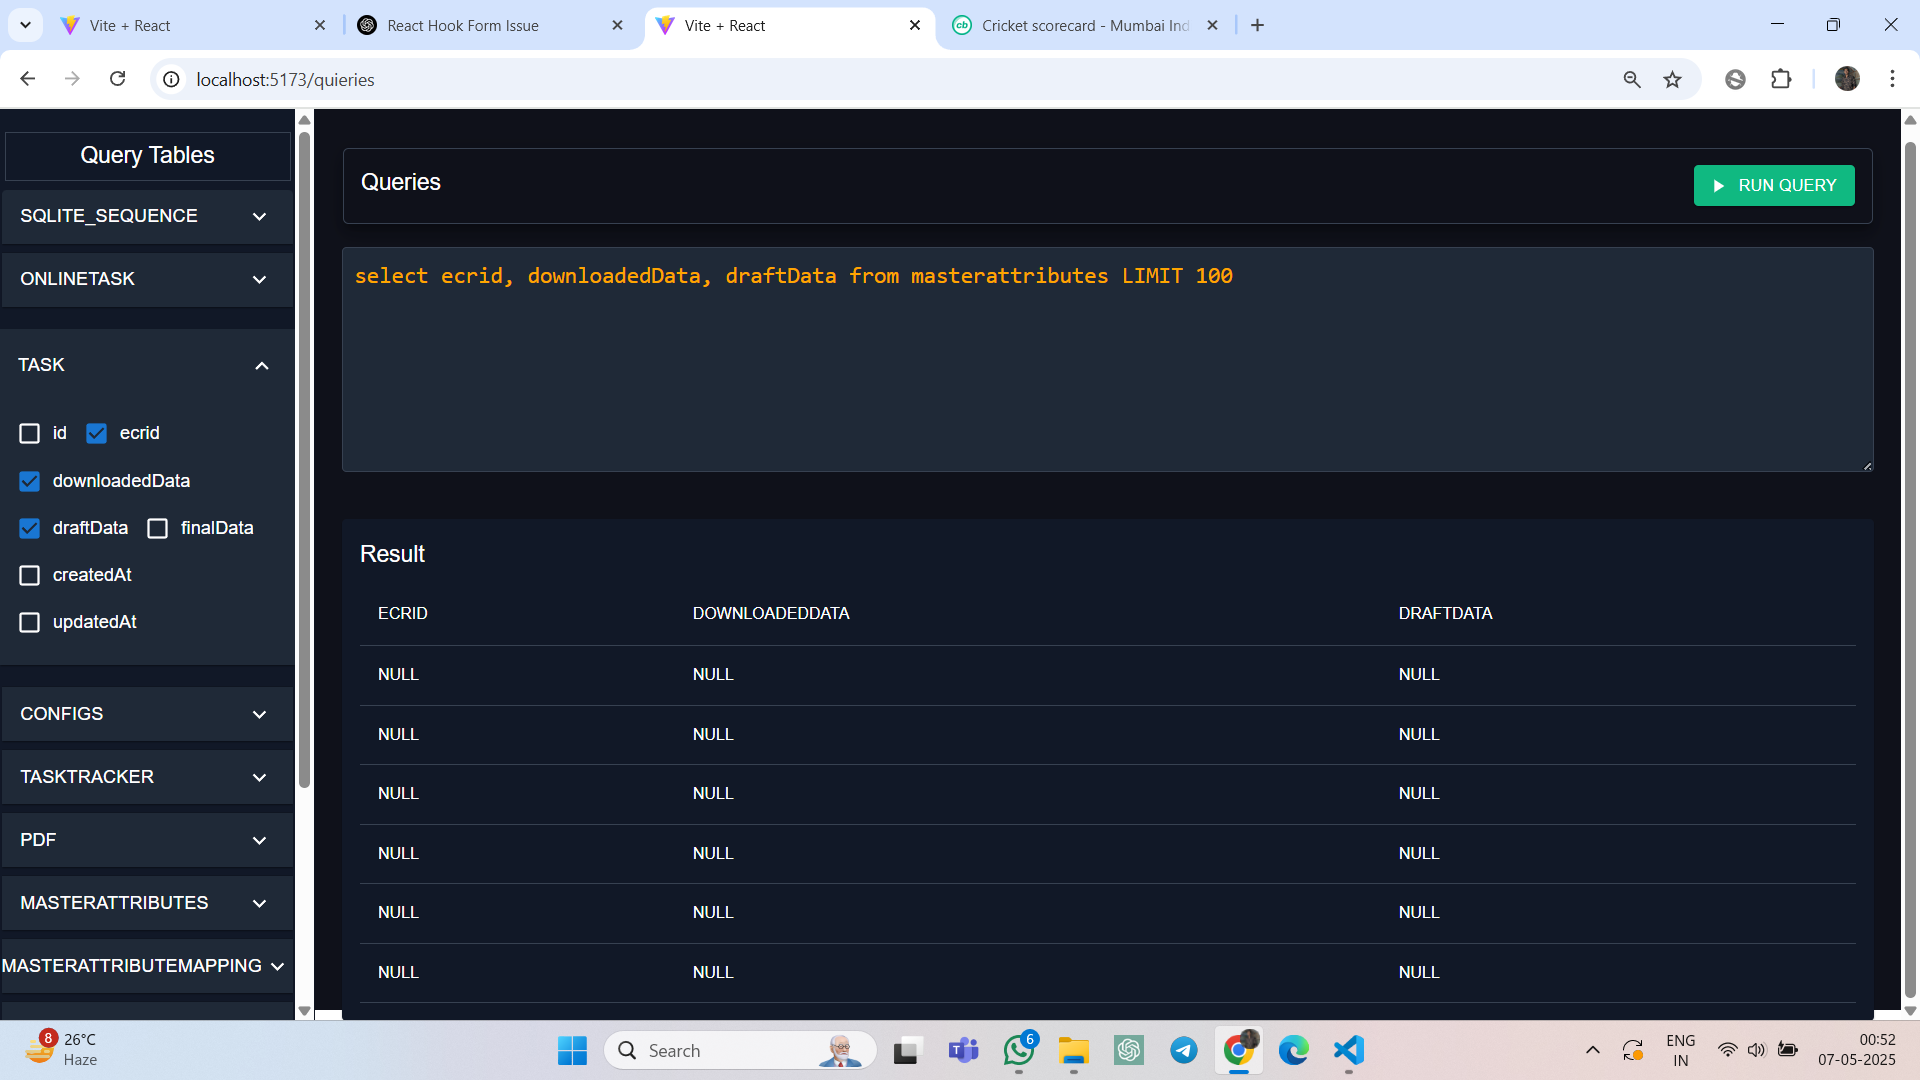 Vite + React
React Hook Form Issue
Vite + React
cb
Cricket scorecard - Mumbai Ind
localhost:5173/quieries
Query Tables
SQLITE_SEQUENCE
ONLINETASK
TASK
id
ecrid
downloadedData
draftData
finalData
createdAt
updatedAt
CONFIGS
TASKTRACKER
PDF
MASTERATTRIBUTES
MASTERATTRIBUTEMAPPING
Queries
RUN QUERY
select ecrid, downloadedData, draftData from masterattributes LIMIT 100
Result
ECRID DOWNLOADEDDATA DRAFTDATA
NULL NULL NULL
NULL NULL NULL
NULL NULL NULL
NULL NULL NULL
NULL NULL NULL
NULL NULL NULL
8
26°C
Haze
Search
6
ENG
IN
00:52
07-05-2025